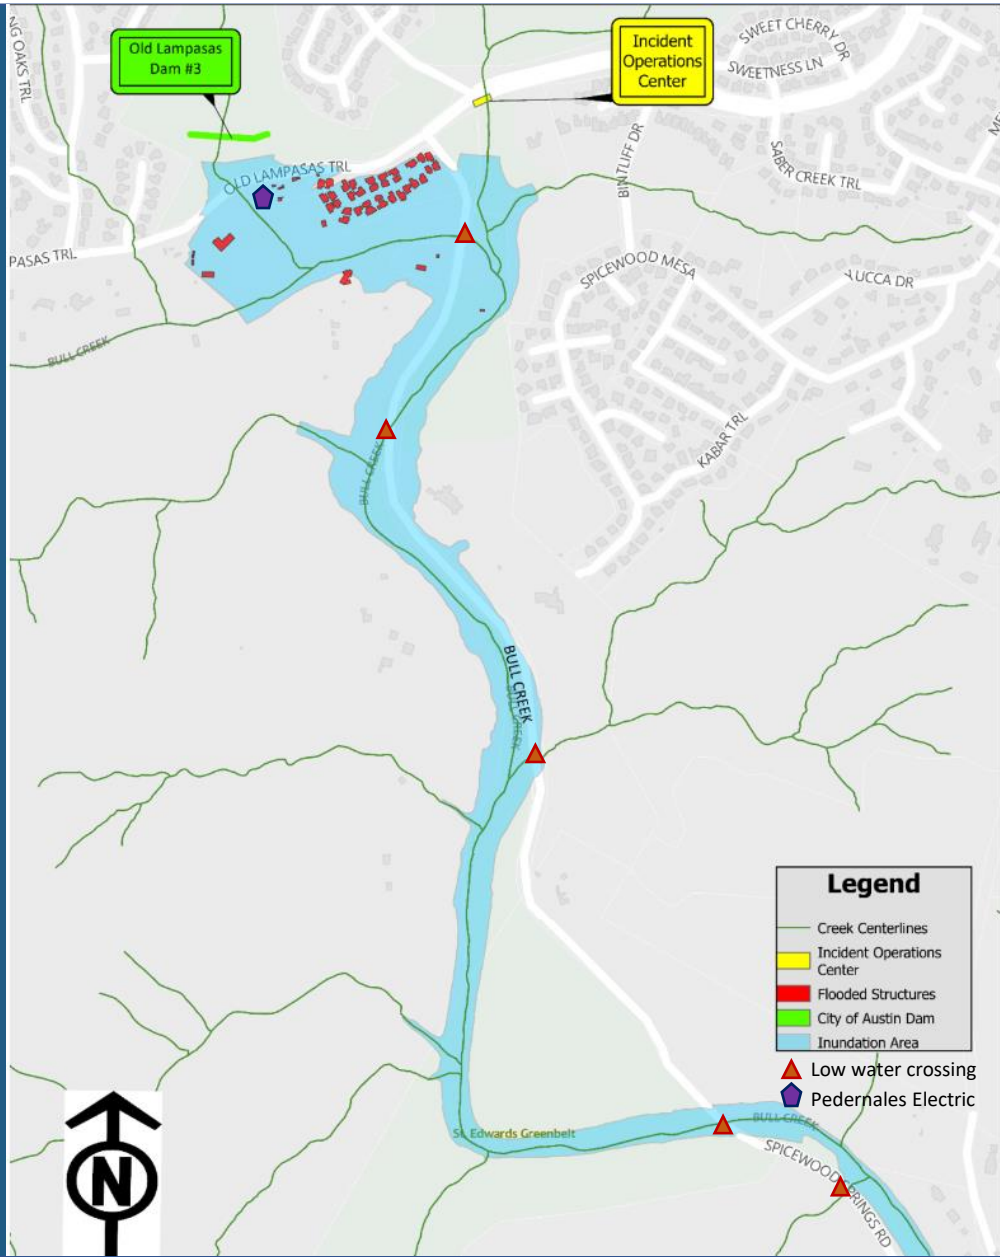 NG OAKS TRL
Old Lampasas
Dam #3
Incident
Operations
Center
SWEET CHERRY DR
SWEETNESS LN
BINTLIFF DR
SABER CREEK TRL
OLD LAMPASAS TRL
PASAS TRL
SPICEWOOD MESA
YUCCA DR
BULL CREEK
KABAR TRL
BULL CREEK
BULL CREEK
BULL CREEK
Legend
Creek Centerlines
Incident Operations
Center
Flooded Structures
City of Austin Dam
Inundation Area
Low water crossing
Pedernales Electric
N
St. Edwards Greenbelt
BULL CREEK
SPICEWOOD SPRINGS RD